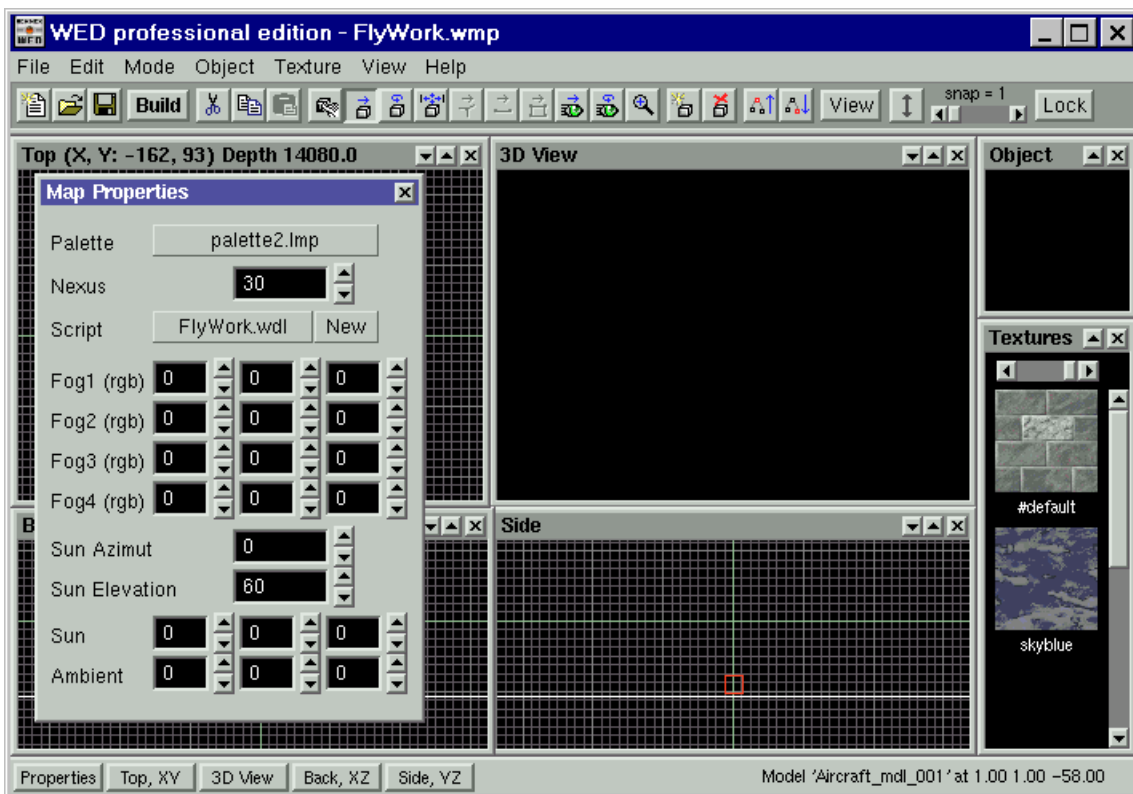 WED professional edition - FlyWork.wmp
File Edit Mode Object Texture View Help
Build View snap = 1 Lock
Top (X, Y: -162, 93) Depth 14080.0
3D View
Object
Map Properties
Palette palette2.lmp
Nexus 30
Script FlyWork.wdl New
Fog1 (rgb) 0 0 0
Fog2 (rgb) 0 0 0
Fog3 (rgb) 0 0 0
Fog4 (rgb) 0 0 0
Sun Azimut 0
Sun Elevation 60
Sun 0 0 0
Ambient 0 0 0
Side
Textures
#default
skyblue
Properties Top, XY 3D View Back, XZ Side, YZ Model 'Aircraft_mdl_001' at 1.00 1.00 -58.00